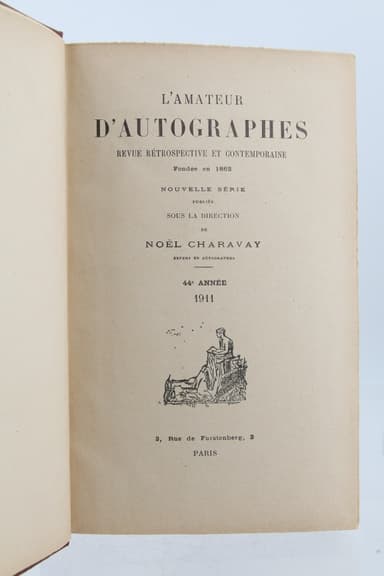 L'AMATEUR
D'AUTOGRAPHES
REVUE RÉTROSPECTIVE ET CONTEMPORAINE
Fondée en 1862
NOUVELLE SÉRIE
PUBLIÉE
SOUS LA DIRECTION
DE
NOËL CHARAVAY
EXPERT EN AUTOGRAPHES
44e ANNÉE
1911
3, Rue de Furstenberg, 3
PARIS